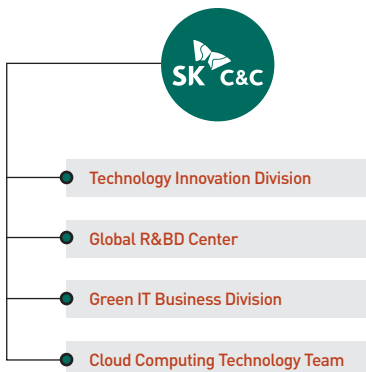 SK C&C
Technology Innovation Division
Global R&BD Center
Green IT Business Division
Cloud Computing Technology Team